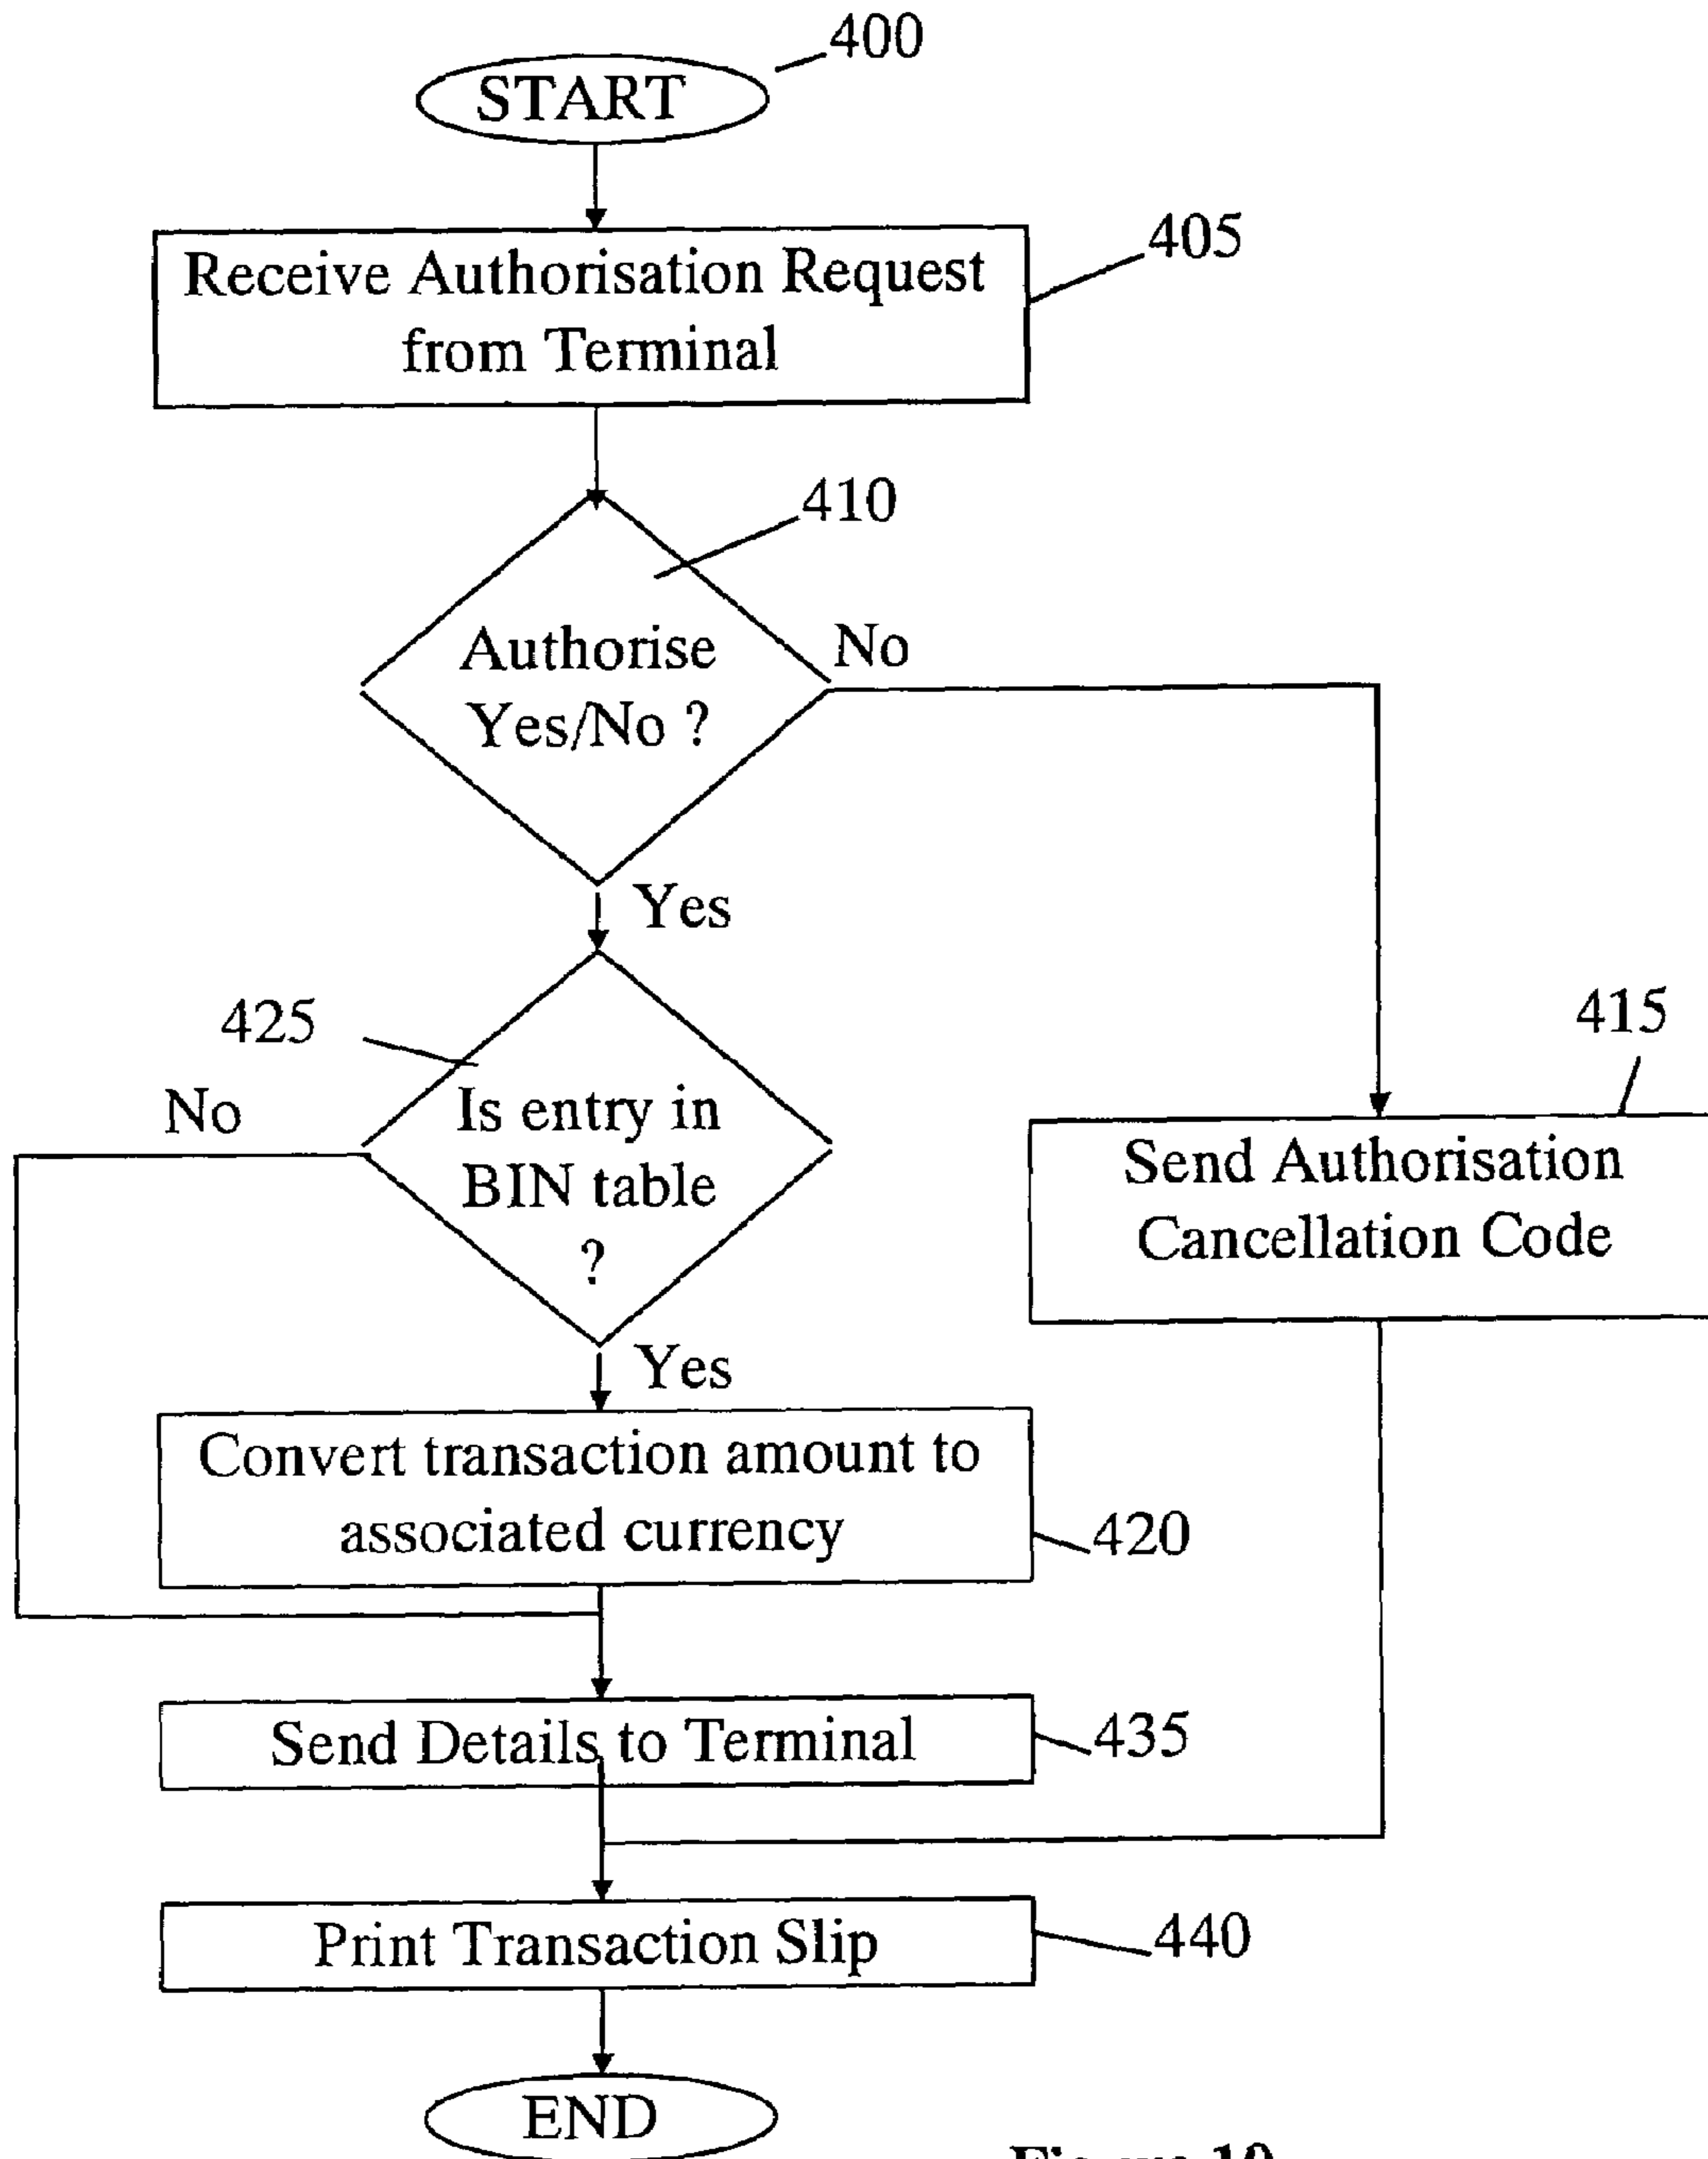 400
START
405
Receive Authorisation Request
from Terminal
410
Authorise
Yes/No ?
No
Yes
425
415
No
Is entry in
BIN table
?
Send Authorisation
Cancellation Code
Yes
Convert transaction amount to
associated currency
420
Send Details to Terminal
435
Print Transaction Slip
440
END
Figure 10